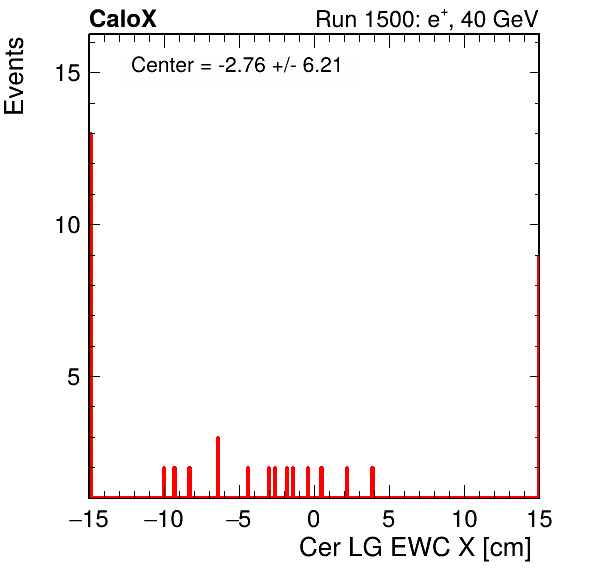 CaloX Run 1500: e⁺, 40 GeV
Center = -2.76 +/- 6.21
Events
15
10
5
−15 −10 −5 0 5 10 15
Cer LG EWC X [cm]